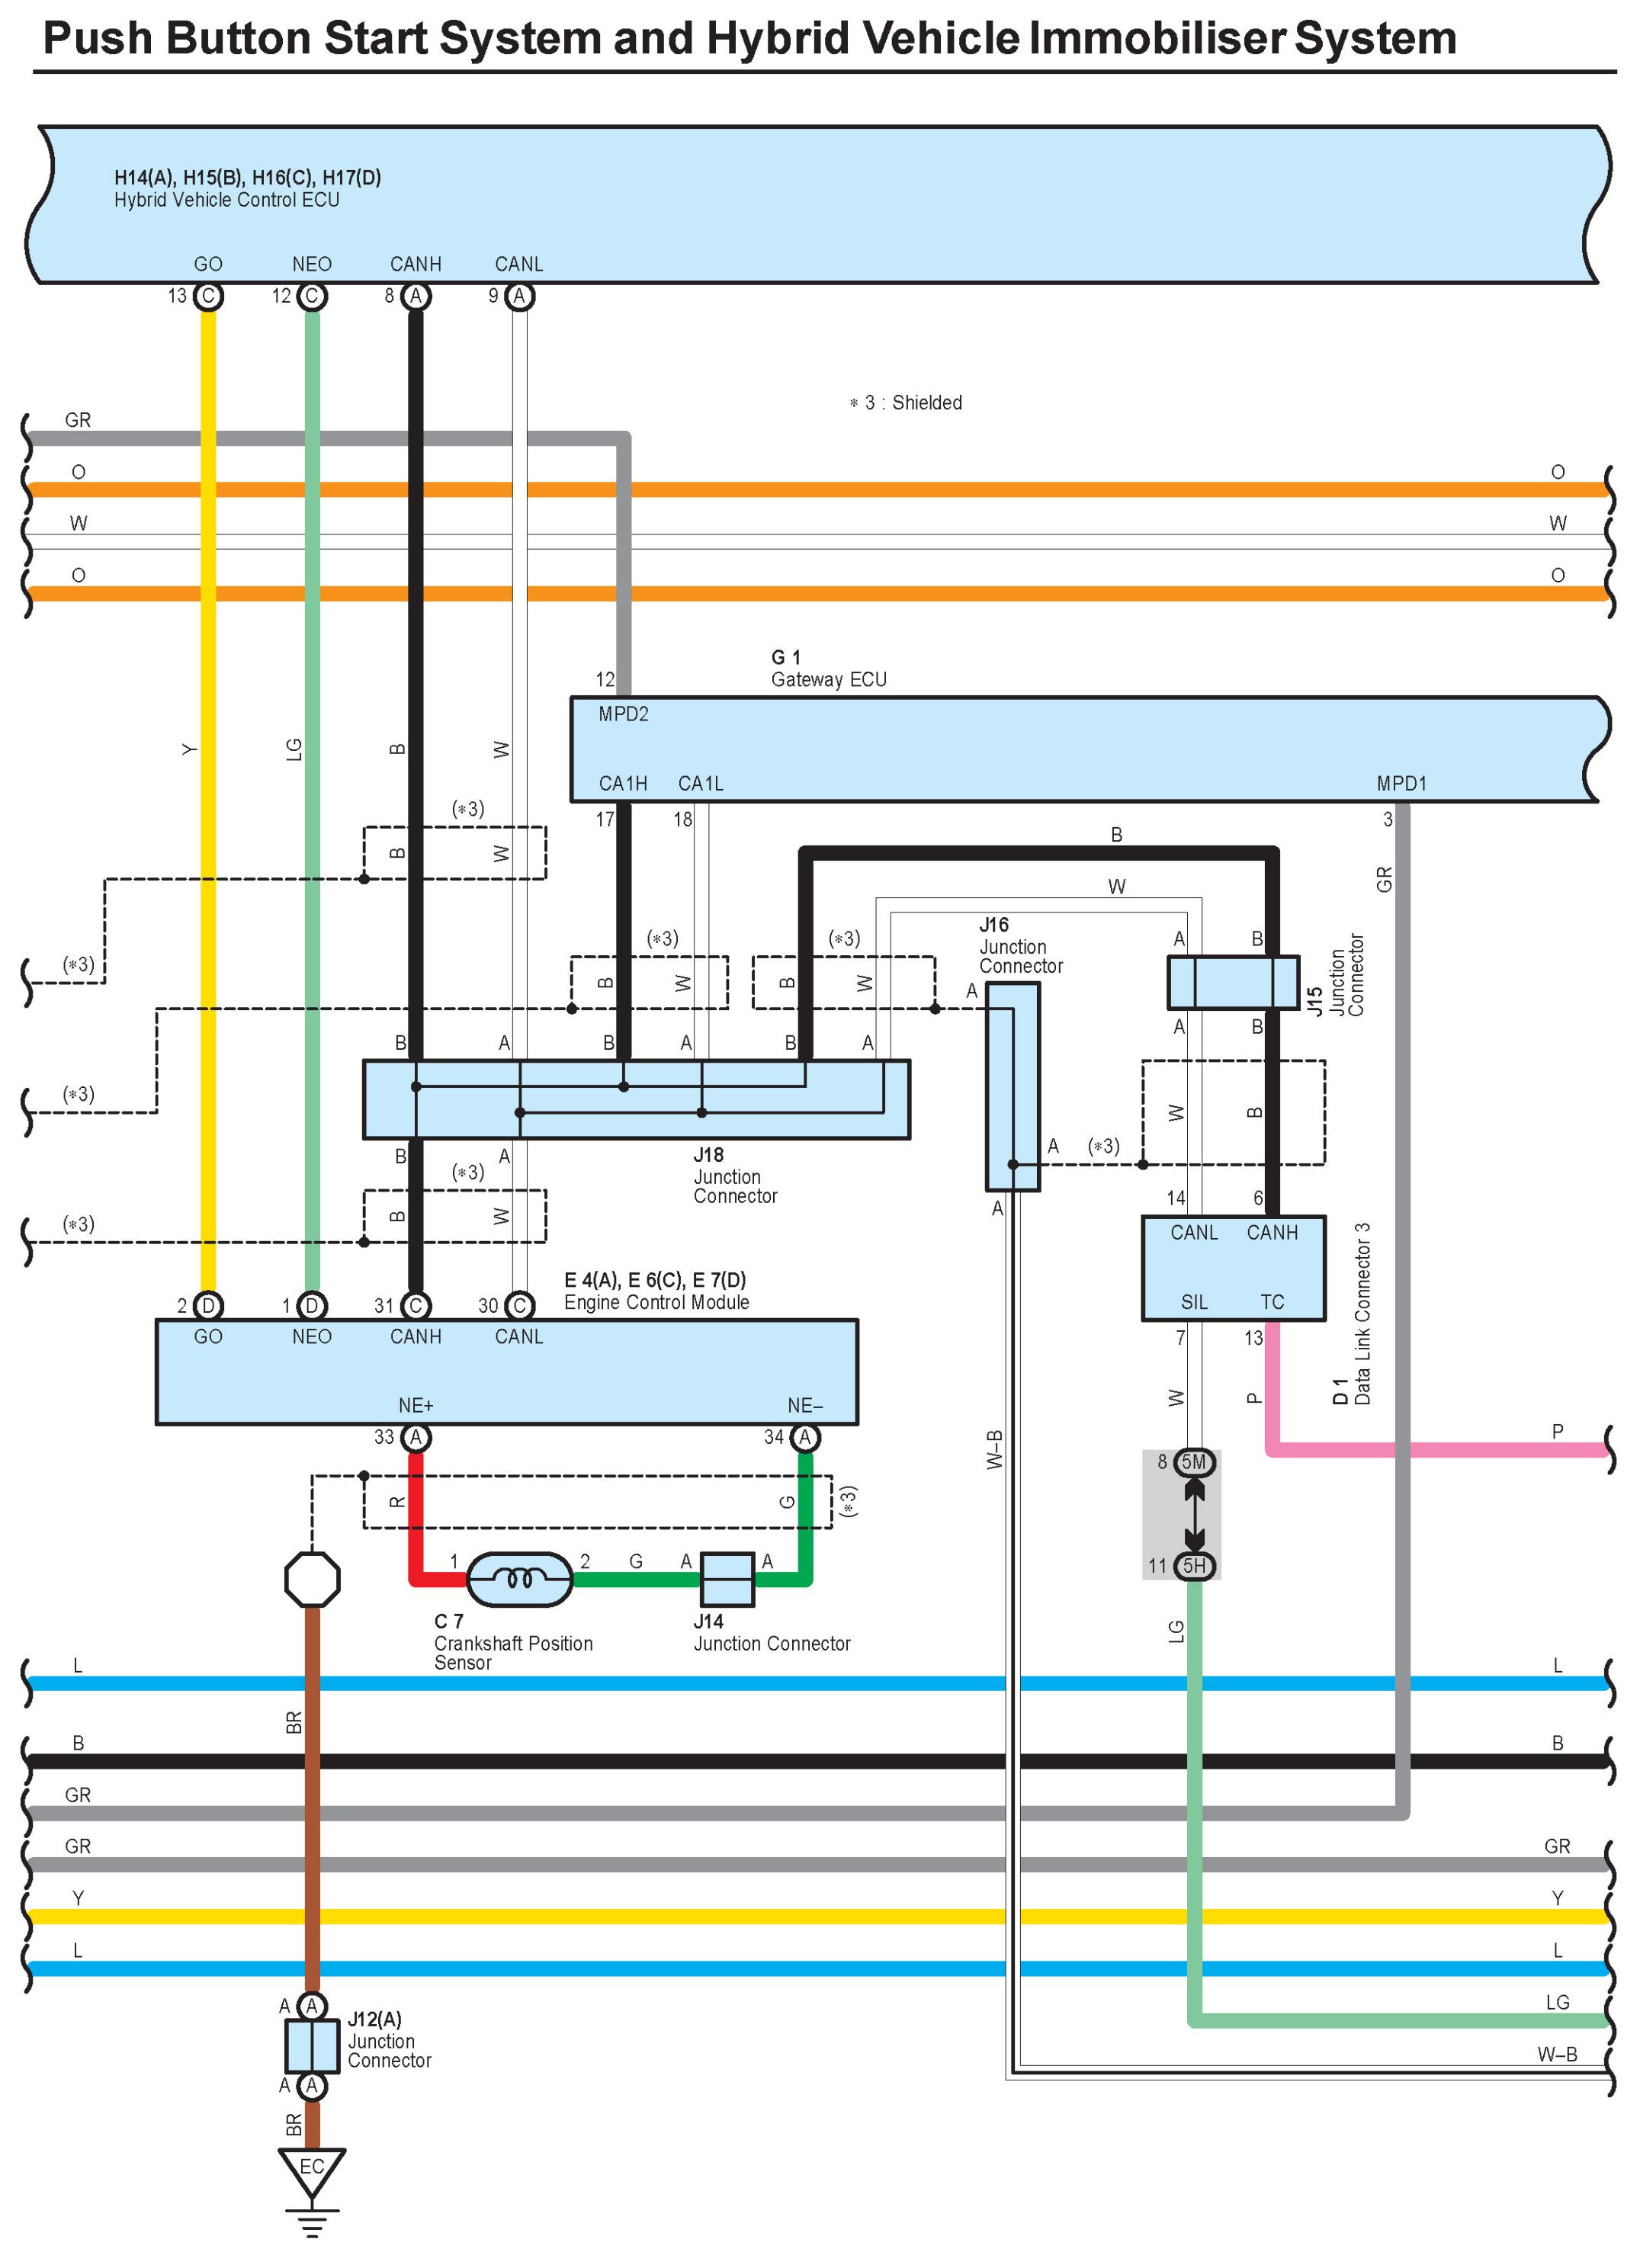 Push Button Start System and Hybrid Vehicle Immobiliser System
H14(A), H15(B), H16(C), H17(D)
Hybrid Vehicle Control ECU
GO NEO CANH CANL
13 C 12 C 8 A 9 A
* 3 : Shielded
GR
O O
W W
O O
G 1
Gateway ECU
12
MPD2
Y LG B W
CA1H CA1L MPD1
17 18 3
(*3)
B W
B
GR
W
J16
Junction
Connector
(*3) (*3)
A B
(*3)
B W B W
A
J15
Junction
Connector
A B
B A B A B A
(*3)
W B
B A
J18
Junction
Connector
A (*3)
(*3)
B W
14 6
A
(*3)
CANL CANH
D 1
Data Link Connector 3
SIL TC
E 4(A), E 6(C), E 7(D)
Engine Control Module
2 D 1 D 31 C 30 C
GO NEO CANH CANL
7 13
W P
NE+ NE–
33 A 34 A
W–B
P
8 5M
R G (*3)
11 5H
1 2 G A A
C 7
Crankshaft Position
Sensor
J14
Junction Connector
LG
L L
BR
B B
GR
GR GR
Y Y
L L
LG
A A
J12(A)
Junction
Connector
W–B
A A
BR
EC